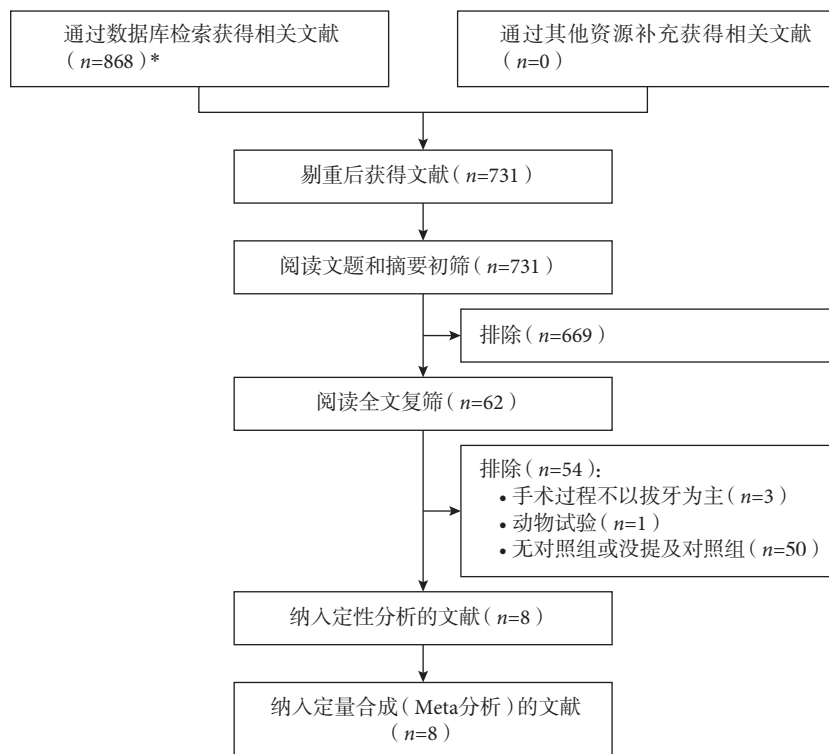 通过数据库检索获得相关文献
（n=868）*
通过其他资源补充获得相关文献
（n=0）
剔重后获得文献（n=731）
阅读文题和摘要初筛（n=731）
排除（n=669）
阅读全文复筛（n=62）
排除（n=54）：
• 手术过程不以拔牙为主（n=3）
• 动物试验（n=1）
• 无对照组或没提及对照组（n=50）
纳入定性分析的文献（n=8）
纳入定量合成（Meta分析）的文献
（n=8）